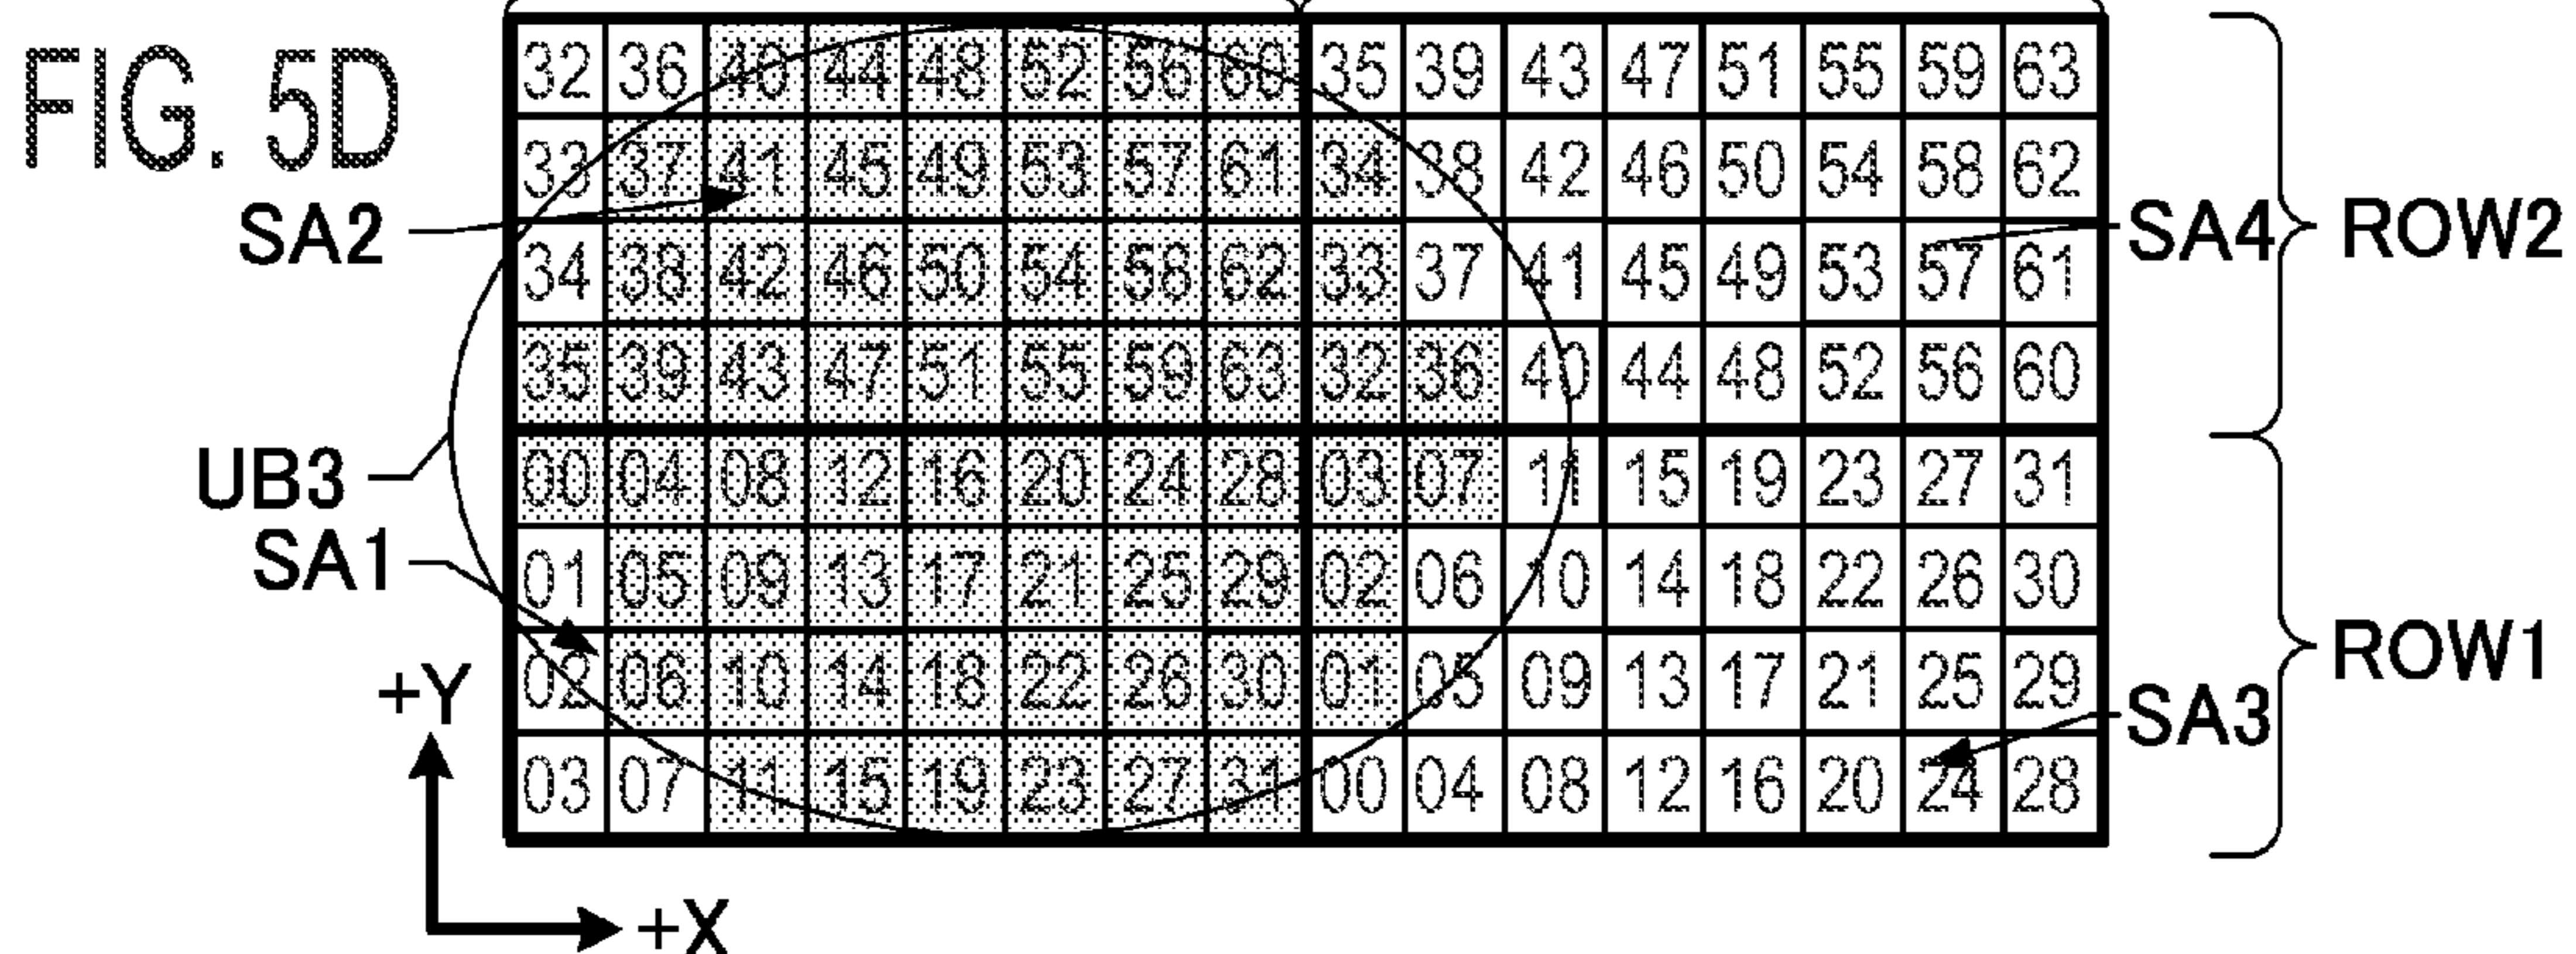 FIG. 5D
32 36 40 44 48 52 56 60 35 39 43 47 51 55 59 63
33 37 41 45 49 53 57 61 34 38 42 46 50 54 58 62
SA2
34 38 42 46 50 54 58 62 33 37 41 45 49 53 57 61
SA4 ROW2
35 39 43 47 51 55 59 63 32 36 40 44 48 52 56 60
UB3
00 04 08 12 16 20 24 28 03 07 11 15 19 23 27 31
SA1
01 05 09 13 17 21 25 29 02 06 10 14 18 22 26 30
02 06 10 14 18 22 26 30 01 05 09 13 17 21 25 29
ROW1
+Y
SA3
03 07 11 15 19 23 27 31 00 04 08 12 16 20 24 28
+X